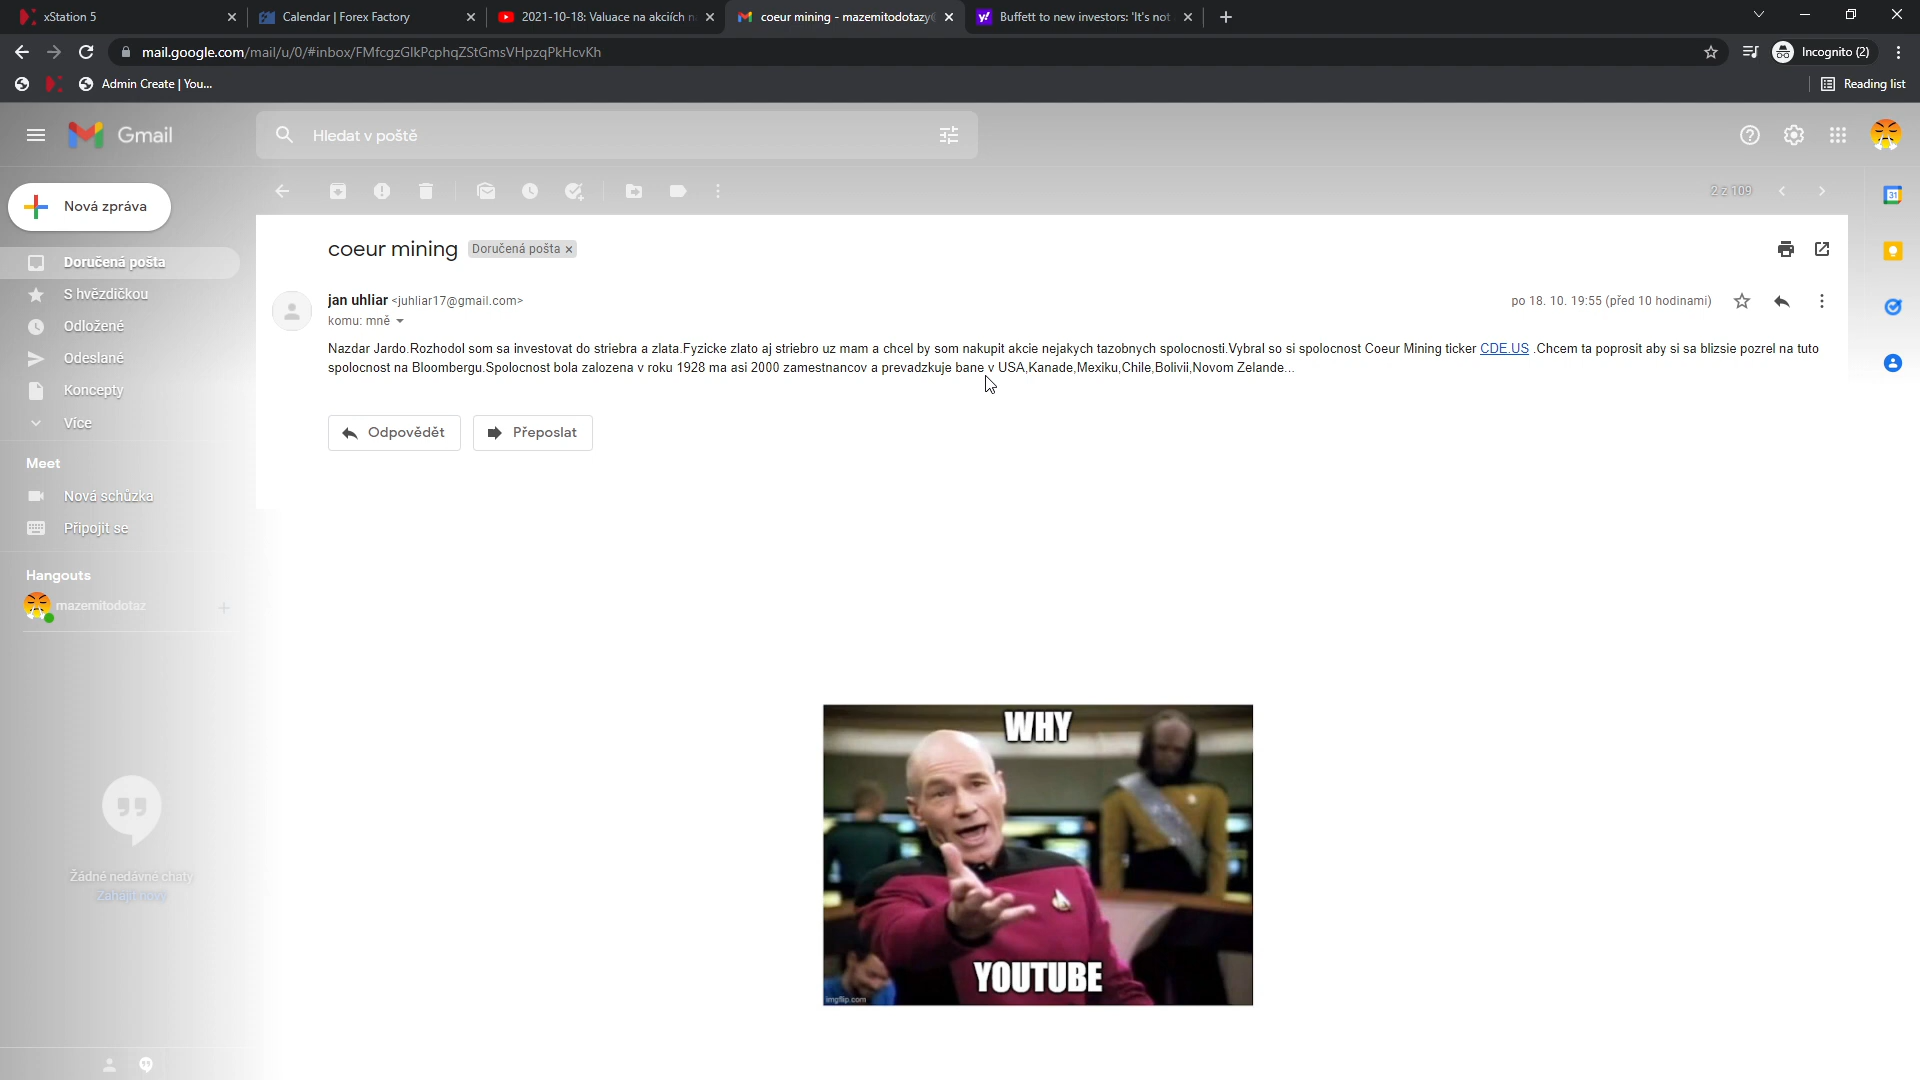 xStation 5
Calendar | Forex Factory
2021-10-18: Valuace na akciích n
coeur mining - mazemitodotazy
Buffett to new investors: 'It's not
mail.google.com/mail/u/0/#inbox/FMfcgzGlkPcphqZStGmsVHpzqPkHcvKh
Incognito (2)
Admin Create | You...
Reading list
Gmail
Hledat v poště
Nová zpráva
2 z 109
31
Doručená pošta
S hvězdičkou
Odložené
Odeslané
Koncepty
Více
Meet
Nová schůzka
Připojit se
Hangouts
mazemitodotaz
Žádné nedávné chaty
Zahájit nový
coeur mining
Doručená pošta
jan uhliar <juhliar17@gmail.com>
po 18. 10. 19:55 (před 10 hodinami)
komu: mně
Nazdar Jardo.Rozhodol som sa investovat do striebra a zlata.Fyzicke zlato aj striebro uz mam a chcel by som nakupit akcie nejakych tazobnych spolocnosti.Vybral so si spolocnost Coeur Mining ticker CDE.US .Chcem ta poprosit aby si sa blizsie pozrel na tuto
spolocnost na Bloombergu.Spolocnost bola zalozena v roku 1928 ma asi 2000 zamestnancov a prevadzkuje bane v USA,Kanade,Mexiku,Chile,Bolivii,Novom Zelande...
Odpovědět
Přeposlat
WHY
YOUTUBE
imgflip.com